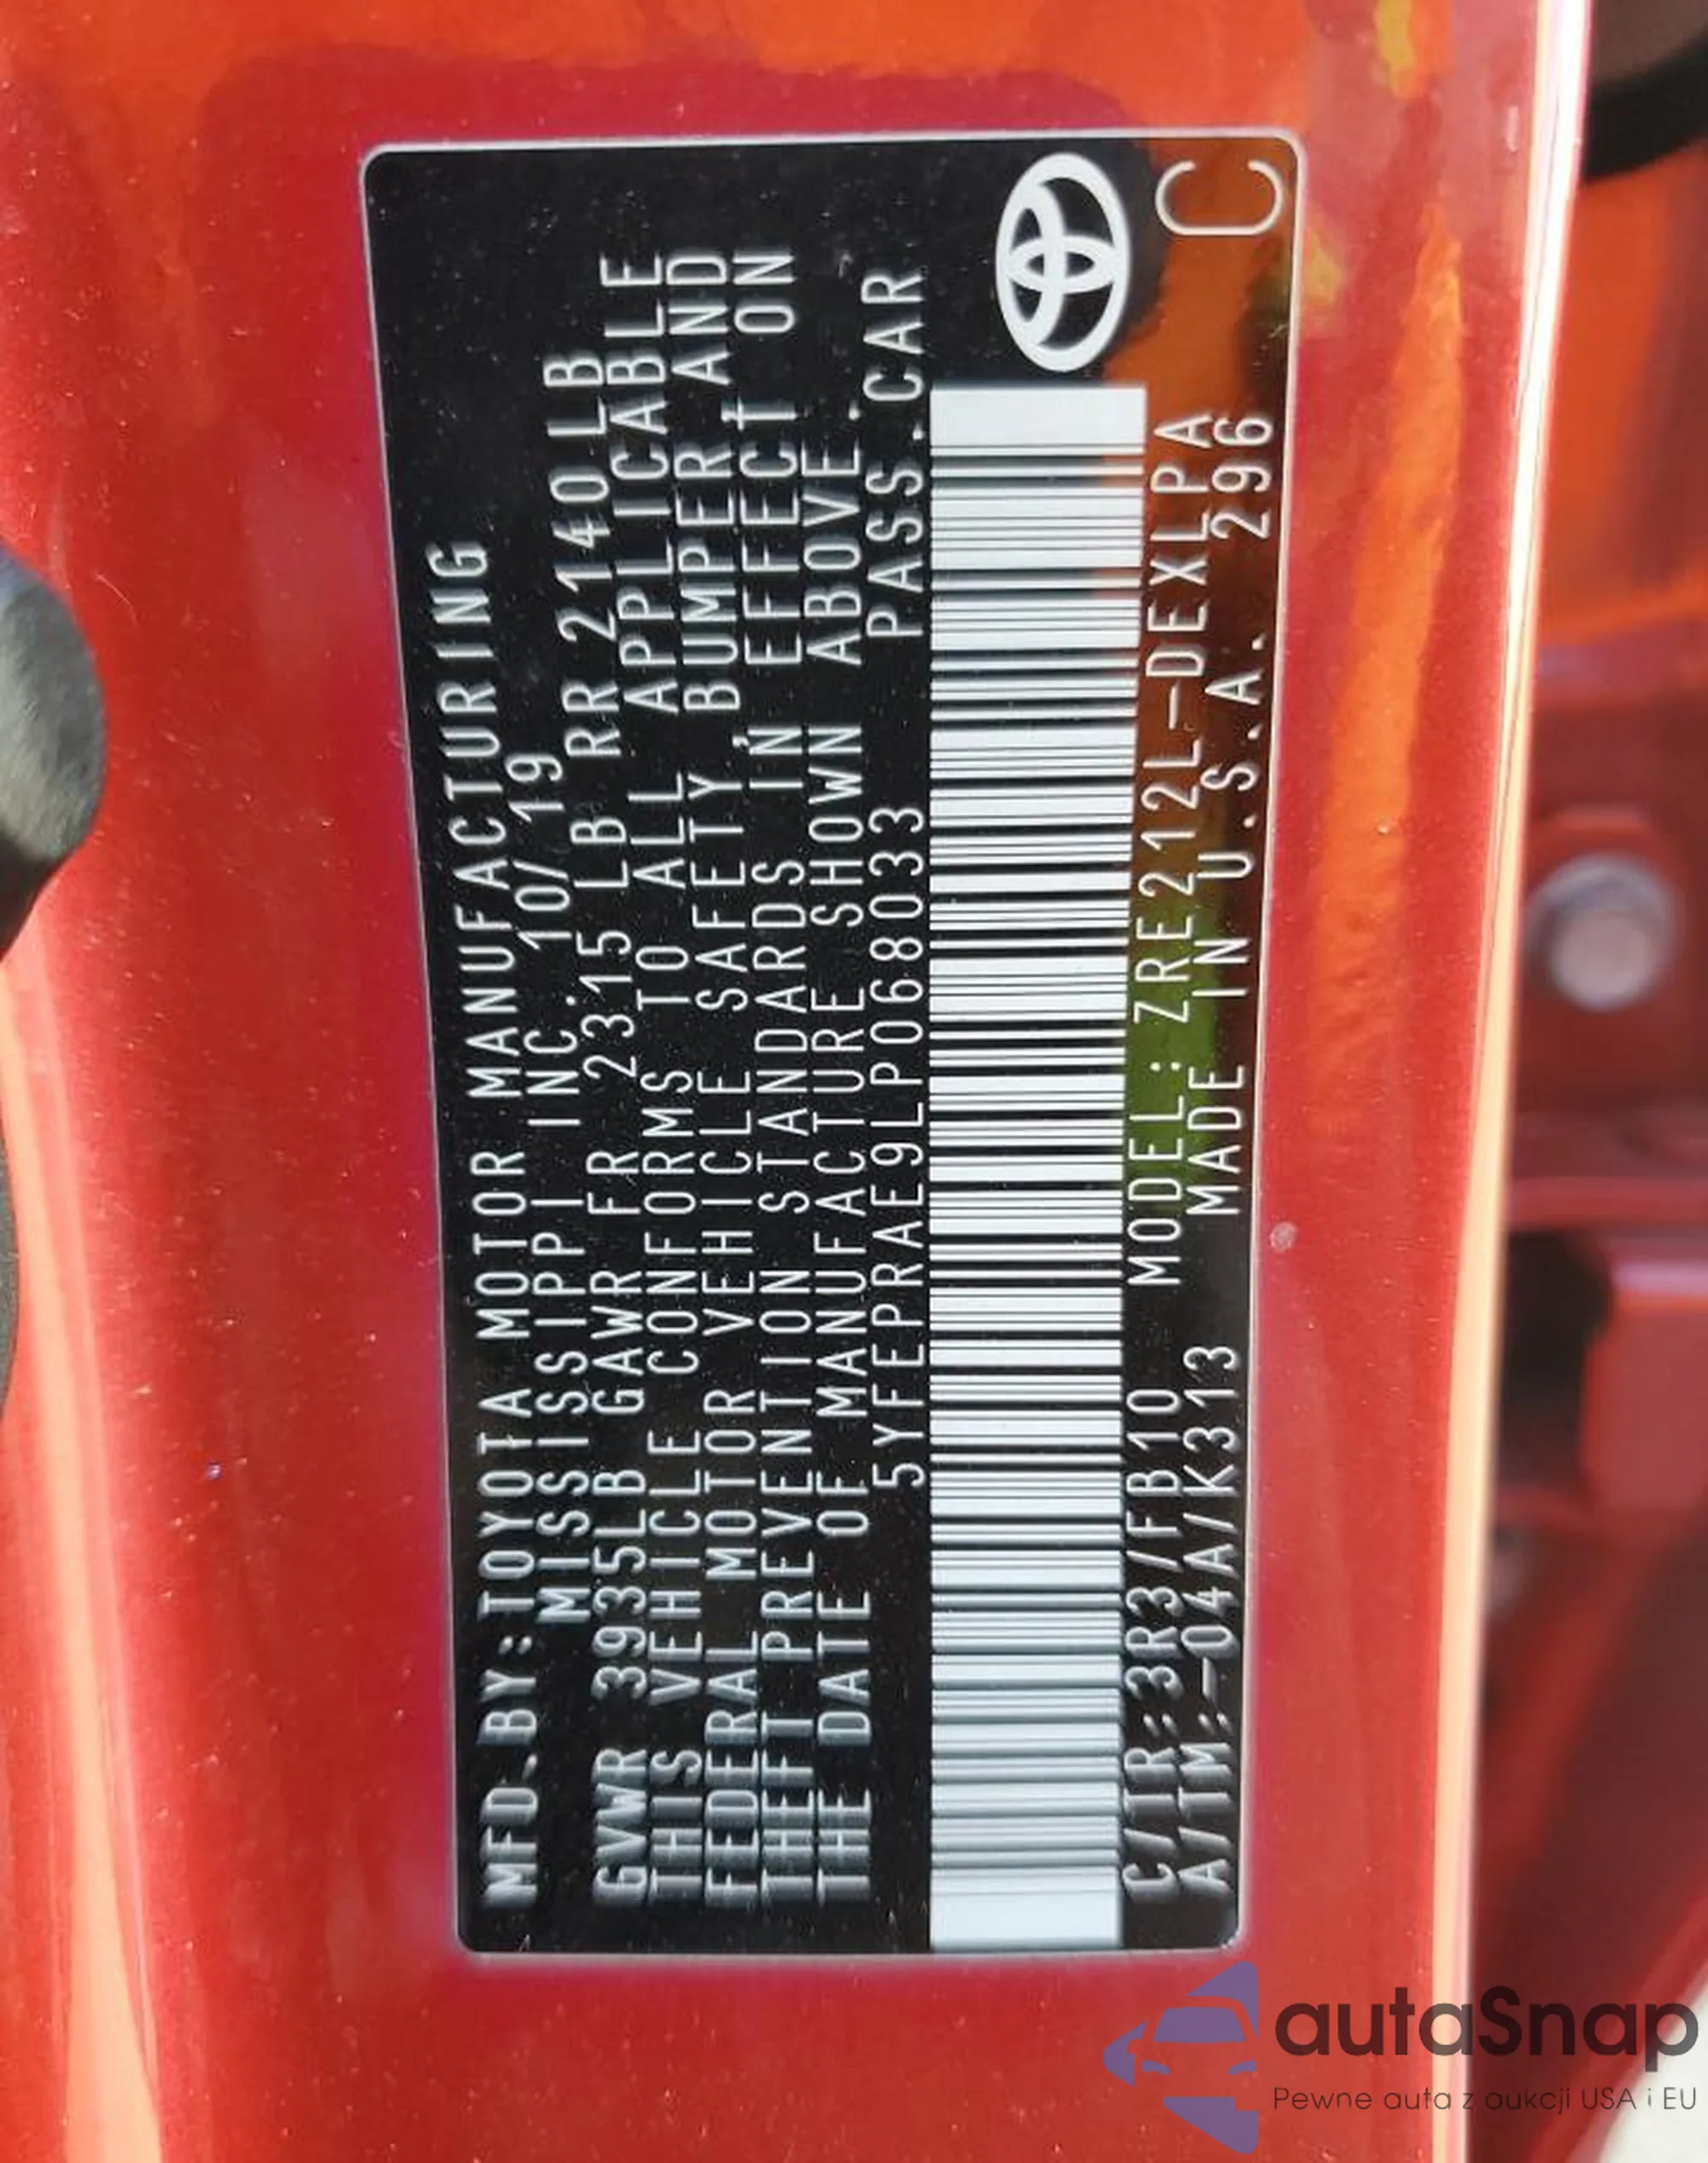 MFD.BY:TOYOTA MOTOR MANUFACTURING
MISSISSIPPI INC. 10/19
GVWR 3935LB GAWR FR 2315LB RR 2140LB
THIS VEHICLE CONFORMS TO ALL APPLICABLE
FEDERAL MOTOR VEHICLE SAFETY, BUMPER AND
THEFT PREVENTION STANDARDS IN EFFECT ON
THE DATE OF MANUFACTURE SHOWN ABOVE.
5YFEPRAE9LP068033 PASS.CAR
C/TR:3R3/FB10 MODEL:ZRE212L-DEXLPA
A/TM:-04A/K313 MADE IN U.S.A. 296
C
autaSnap
Pewne auta z aukcji USA i EU